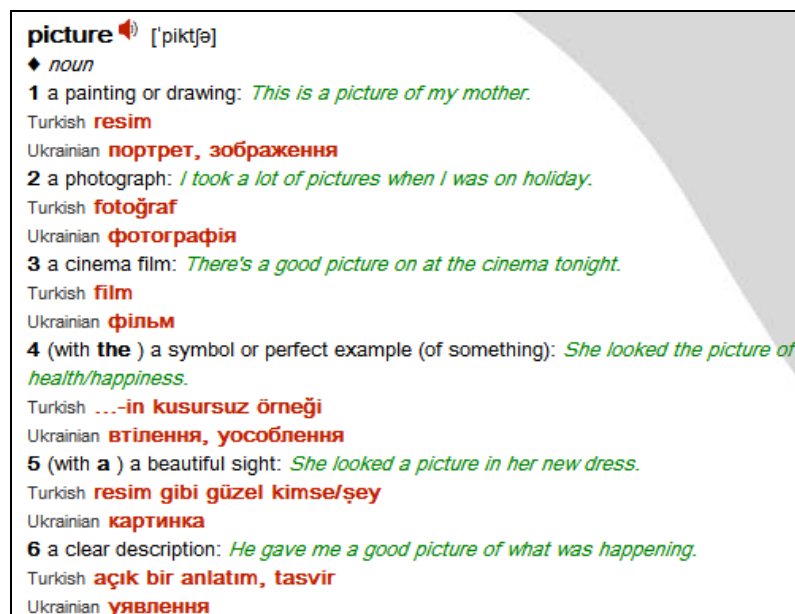 picture [ˈpiktʃə]
♦ noun
1 a painting or drawing: This is a picture of my mother.
Turkish resim
Ukrainian портрет, зображення
2 a photograph: I took a lot of pictures when I was on holiday.
Turkish fotoğraf
Ukrainian фотографія
3 a cinema film: There's a good picture on at the cinema tonight.
Turkish film
Ukrainian фільм
4 (with the ) a symbol or perfect example (of something): She looked the picture of
health/happiness.
Turkish …-in kusursuz örneği
Ukrainian втілення, уособлення
5 (with a ) a beautiful sight: She looked a picture in her new dress.
Turkish resim gibi güzel kimse/şey
Ukrainian картинка
6 a clear description: He gave me a good picture of what was happening.
Turkish açık bir anlatım, tasvir
Ukrainian уявлення